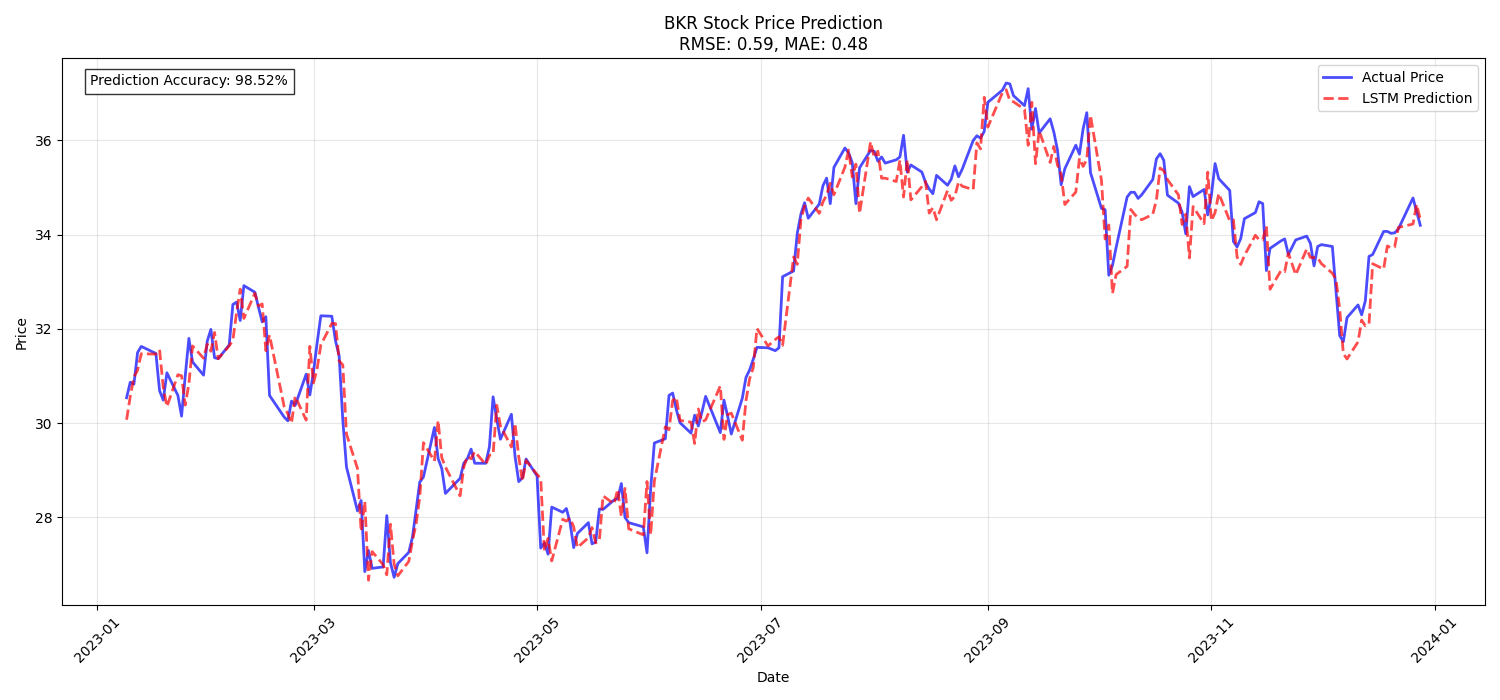 BKR Stock Price Prediction
RMSE: 0.59, MAE: 0.48
Prediction Accuracy: 98.52%
Actual Price
LSTM Prediction
Price
36
34
32
30
28
2023-01
2023-03
2023-05
2023-07
2023-09
2023-11
2024-01
Date